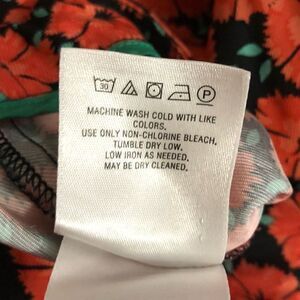 30 P
MACHINE WASH COLD WITH LIKE
COLORS.
USE ONLY NON-CHLORINE BLEACH.
TUMBLE DRY LOW.
LOW IRON AS NEEDED.
MAY BE DRY CLEANED.